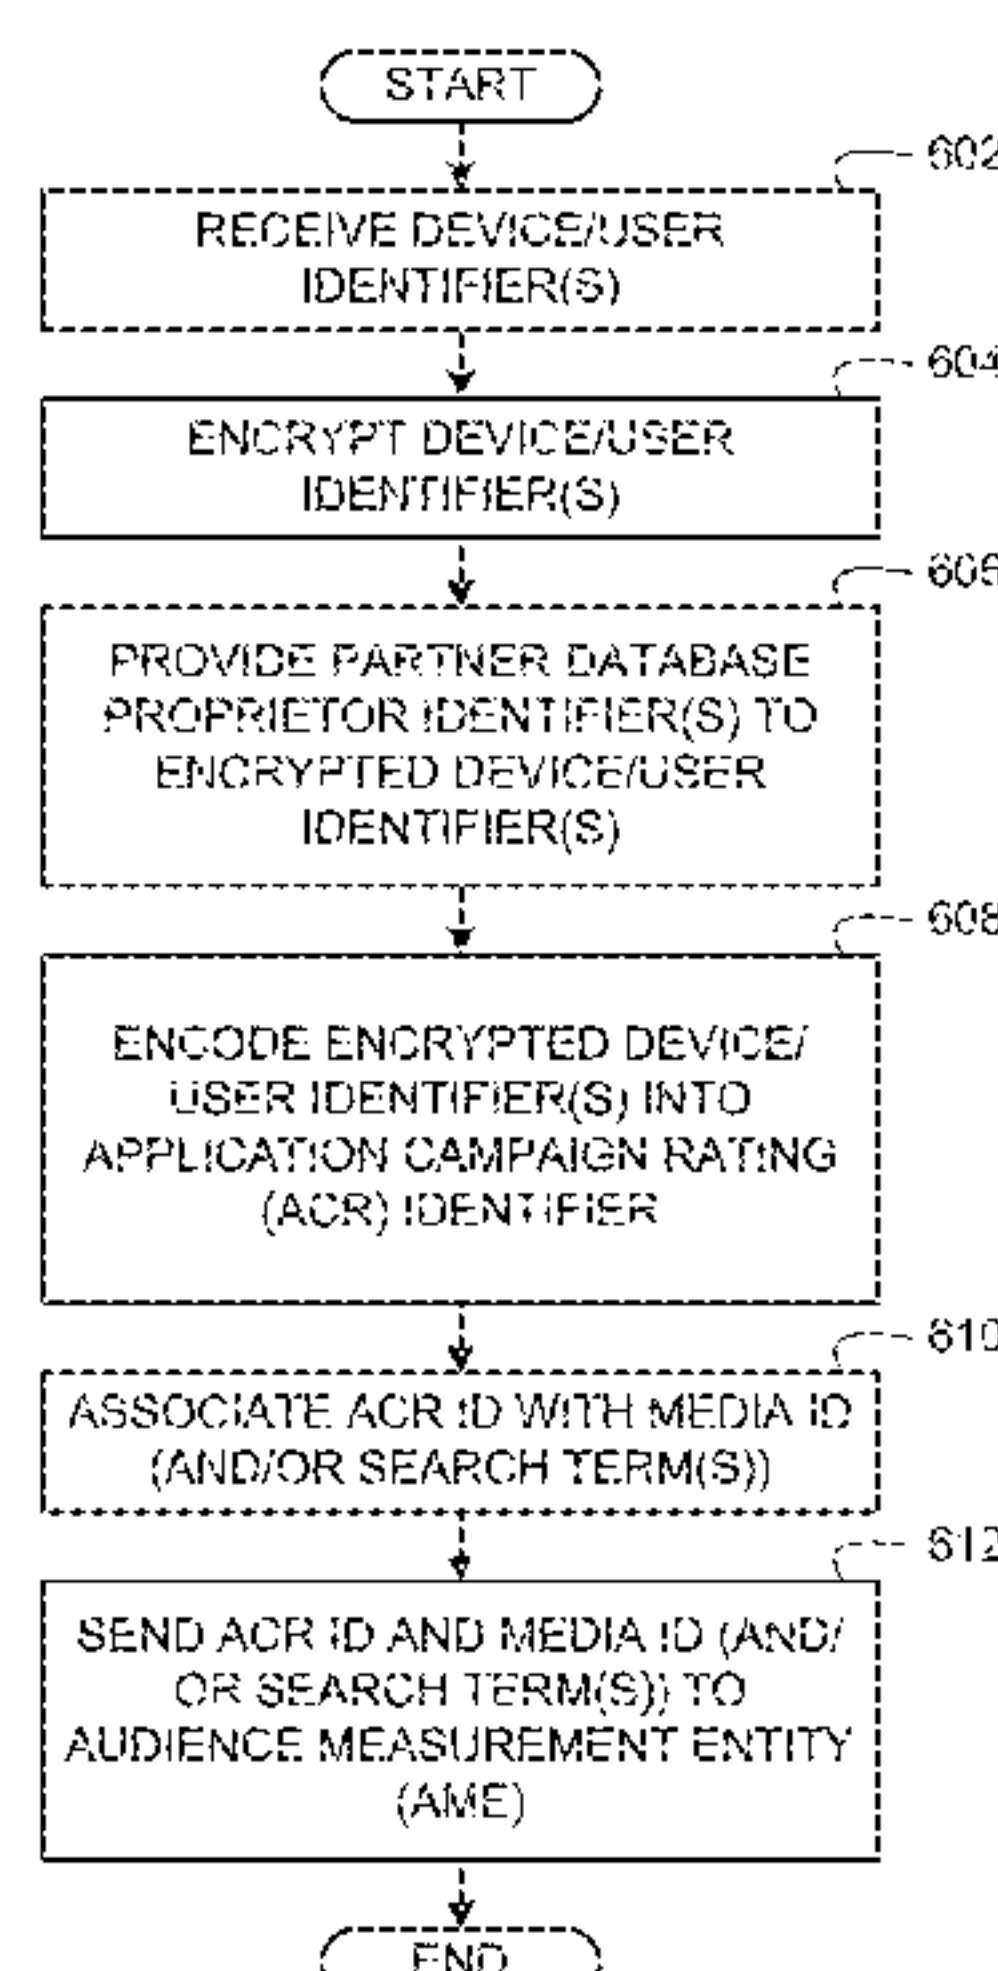 START
602
RECEIVE DEVICE/USER
IDENTIFIER(S)
604
ENCRYPT DEVICE/USER
IDENTIFIER(S)
PROVIDE PARTNER DATABASE
PROPRIETOR IDENTIFIER(S) TO
ENCRYPTED DEVICE/USER
IDENTIFIER(S)
608
ENCODE ENCRYPTED DEVICE/
USER IDENTIFIER(S) INTO
APPLICATION CAMPAIGN RATING
(ACR) IDENTIFIER
610
ASSOCIATE ACR ID WITH MEDIA ID
(AND/OR SEARCH TERM(S))
612
SEND ACR ID AND MEDIA ID (AND/
OR SEARCH TERM(S)) TO
AUDIENCE MEASUREMENT ENTITY
(AME)
END